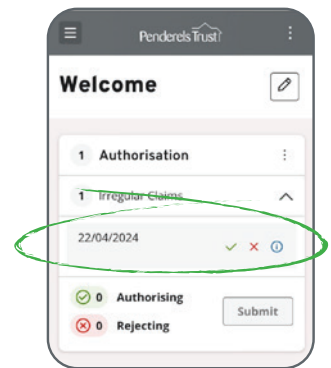 Penderels Trust
Welcome
1 Authorisation
1 Irregular Claims
22/04/2024
0 Authorising
0 Rejecting
Submit